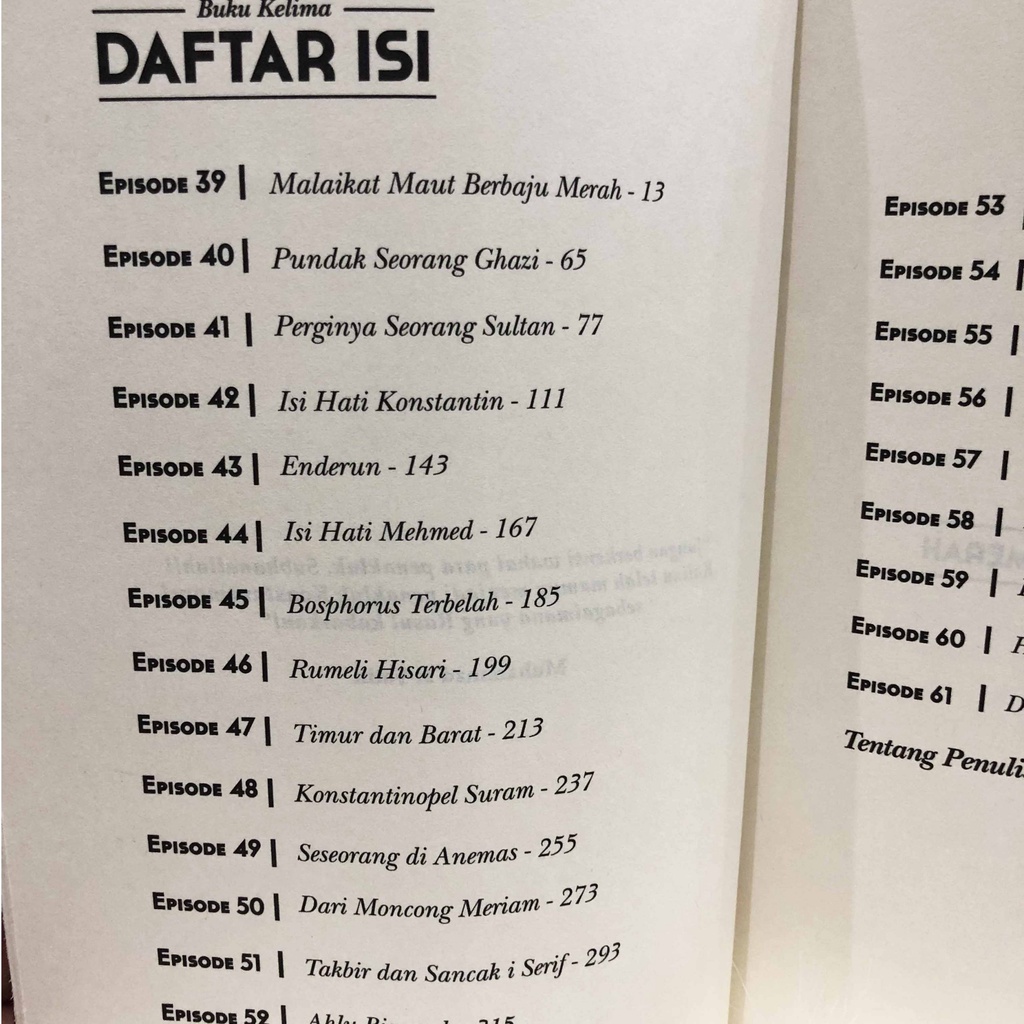 Buku Kelima
DAFTAR ISI
EPISODE 39 | Malaikat Maut Berbaju Merah - 13
EPISODE 40 | Pundak Seorang Ghazi - 65
EPISODE 41 | Perginya Seorang Sultan - 77
EPISODE 42 | Isi Hati Konstantin - 111
EPISODE 43 | Enderun - 143
EPISODE 44 | Isi Hati Mehmed - 167
EPISODE 45 | Bosphorus Terbelah - 185
EPISODE 46 | Rumeli Hisari - 199
EPISODE 47 | Timur dan Barat - 213
EPISODE 48 | Konstantinopel Suram - 237
EPISODE 49 | Seseorang di Anemas - 255
EPISODE 50 | Dari Moncong Meriam - 273
EPISODE 51 | Takbir dan Sancak i Serif - 293
EPISODE 52 |
EPISODE 53
EPISODE 54 |
EPISODE 55 |
EPISODE 56 |
EPISODE 57 |
EPISODE 58 |
EPISODE 59 |
EPISODE 60 |
EPISODE 61 | D
Tentang